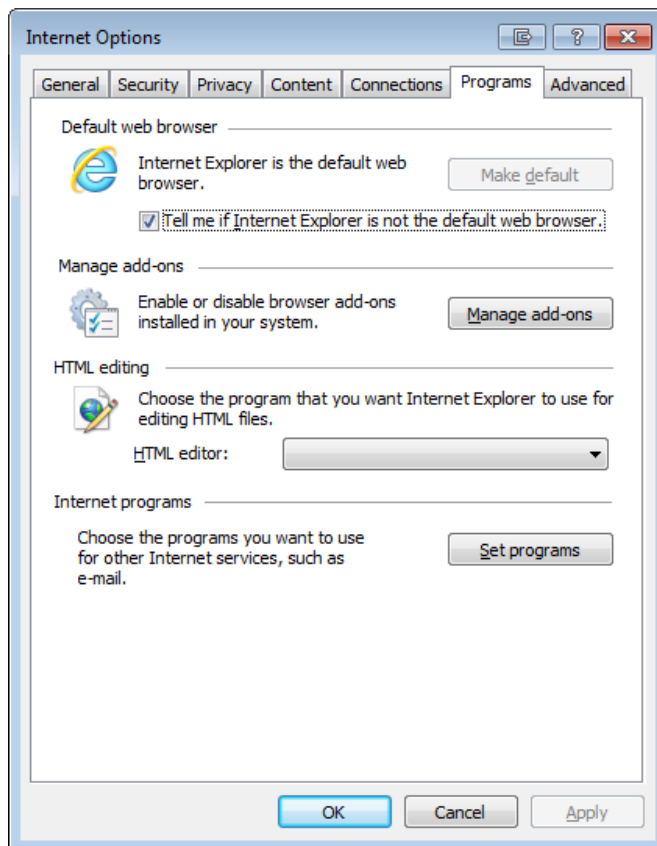 Internet Options
General Security Privacy Content Connections Programs Advanced
Default web browser
Internet Explorer is the default web
browser.
Make default
Tell me if Internet Explorer is not the default web browser.
Manage add-ons
Enable or disable browser add-ons
installed in your system.
Manage add-ons
HTML editing
Choose the program that you want Internet Explorer to use for
editing HTML files.
HTML editor:
Internet programs
Choose the programs you want to use
for other Internet services, such as
e-mail.
Set programs
OK Cancel Apply